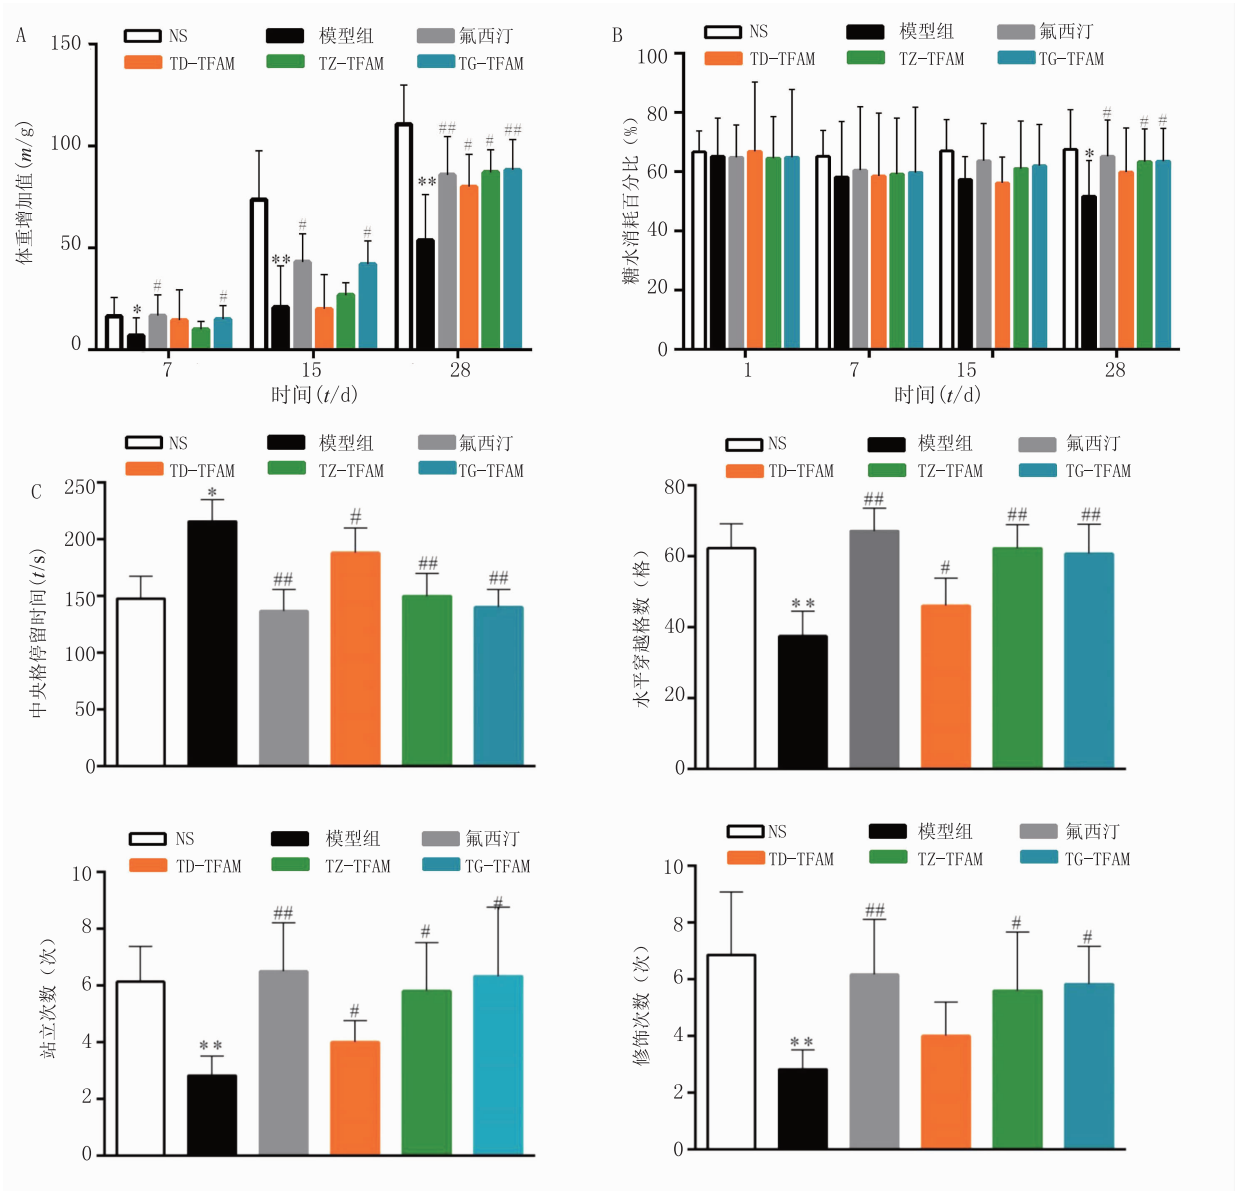 A
NS 模型组 氟西汀
TD-TFAM TZ-TFAM TG-TFAM
体重增加值(m/g)
150
100
50
0
* # #
** # #
** ## # # ##
7 15 28
时间(t/d)
B
NS 模型组 氟西汀
TD-TFAM TZ-TFAM TG-TFAM
糖水消耗百分比(%)
100
80
60
40
20
0
* # # #
1 7 15 28
时间(t/d)
C
NS 模型组 氟西汀
TD-TFAM TZ-TFAM TG-TFAM
中央格停留时间(t/s)
250
200
150
100
50
0
* ## # ## ##
NS 模型组 氟西汀
TD-TFAM TZ-TFAM TG-TFAM
水平穿越格数(格)
80
60
40
20
0
** ## # ## ##
NS 模型组 氟西汀
TD-TFAM TZ-TFAM TG-TFAM
站立次数(次)
10
8
6
4
2
0
** ## # # #
NS 模型组 氟西汀
TD-TFAM TZ-TFAM TG-TFAM
修饰次数(次)
10
8
6
4
2
0
** ## # #